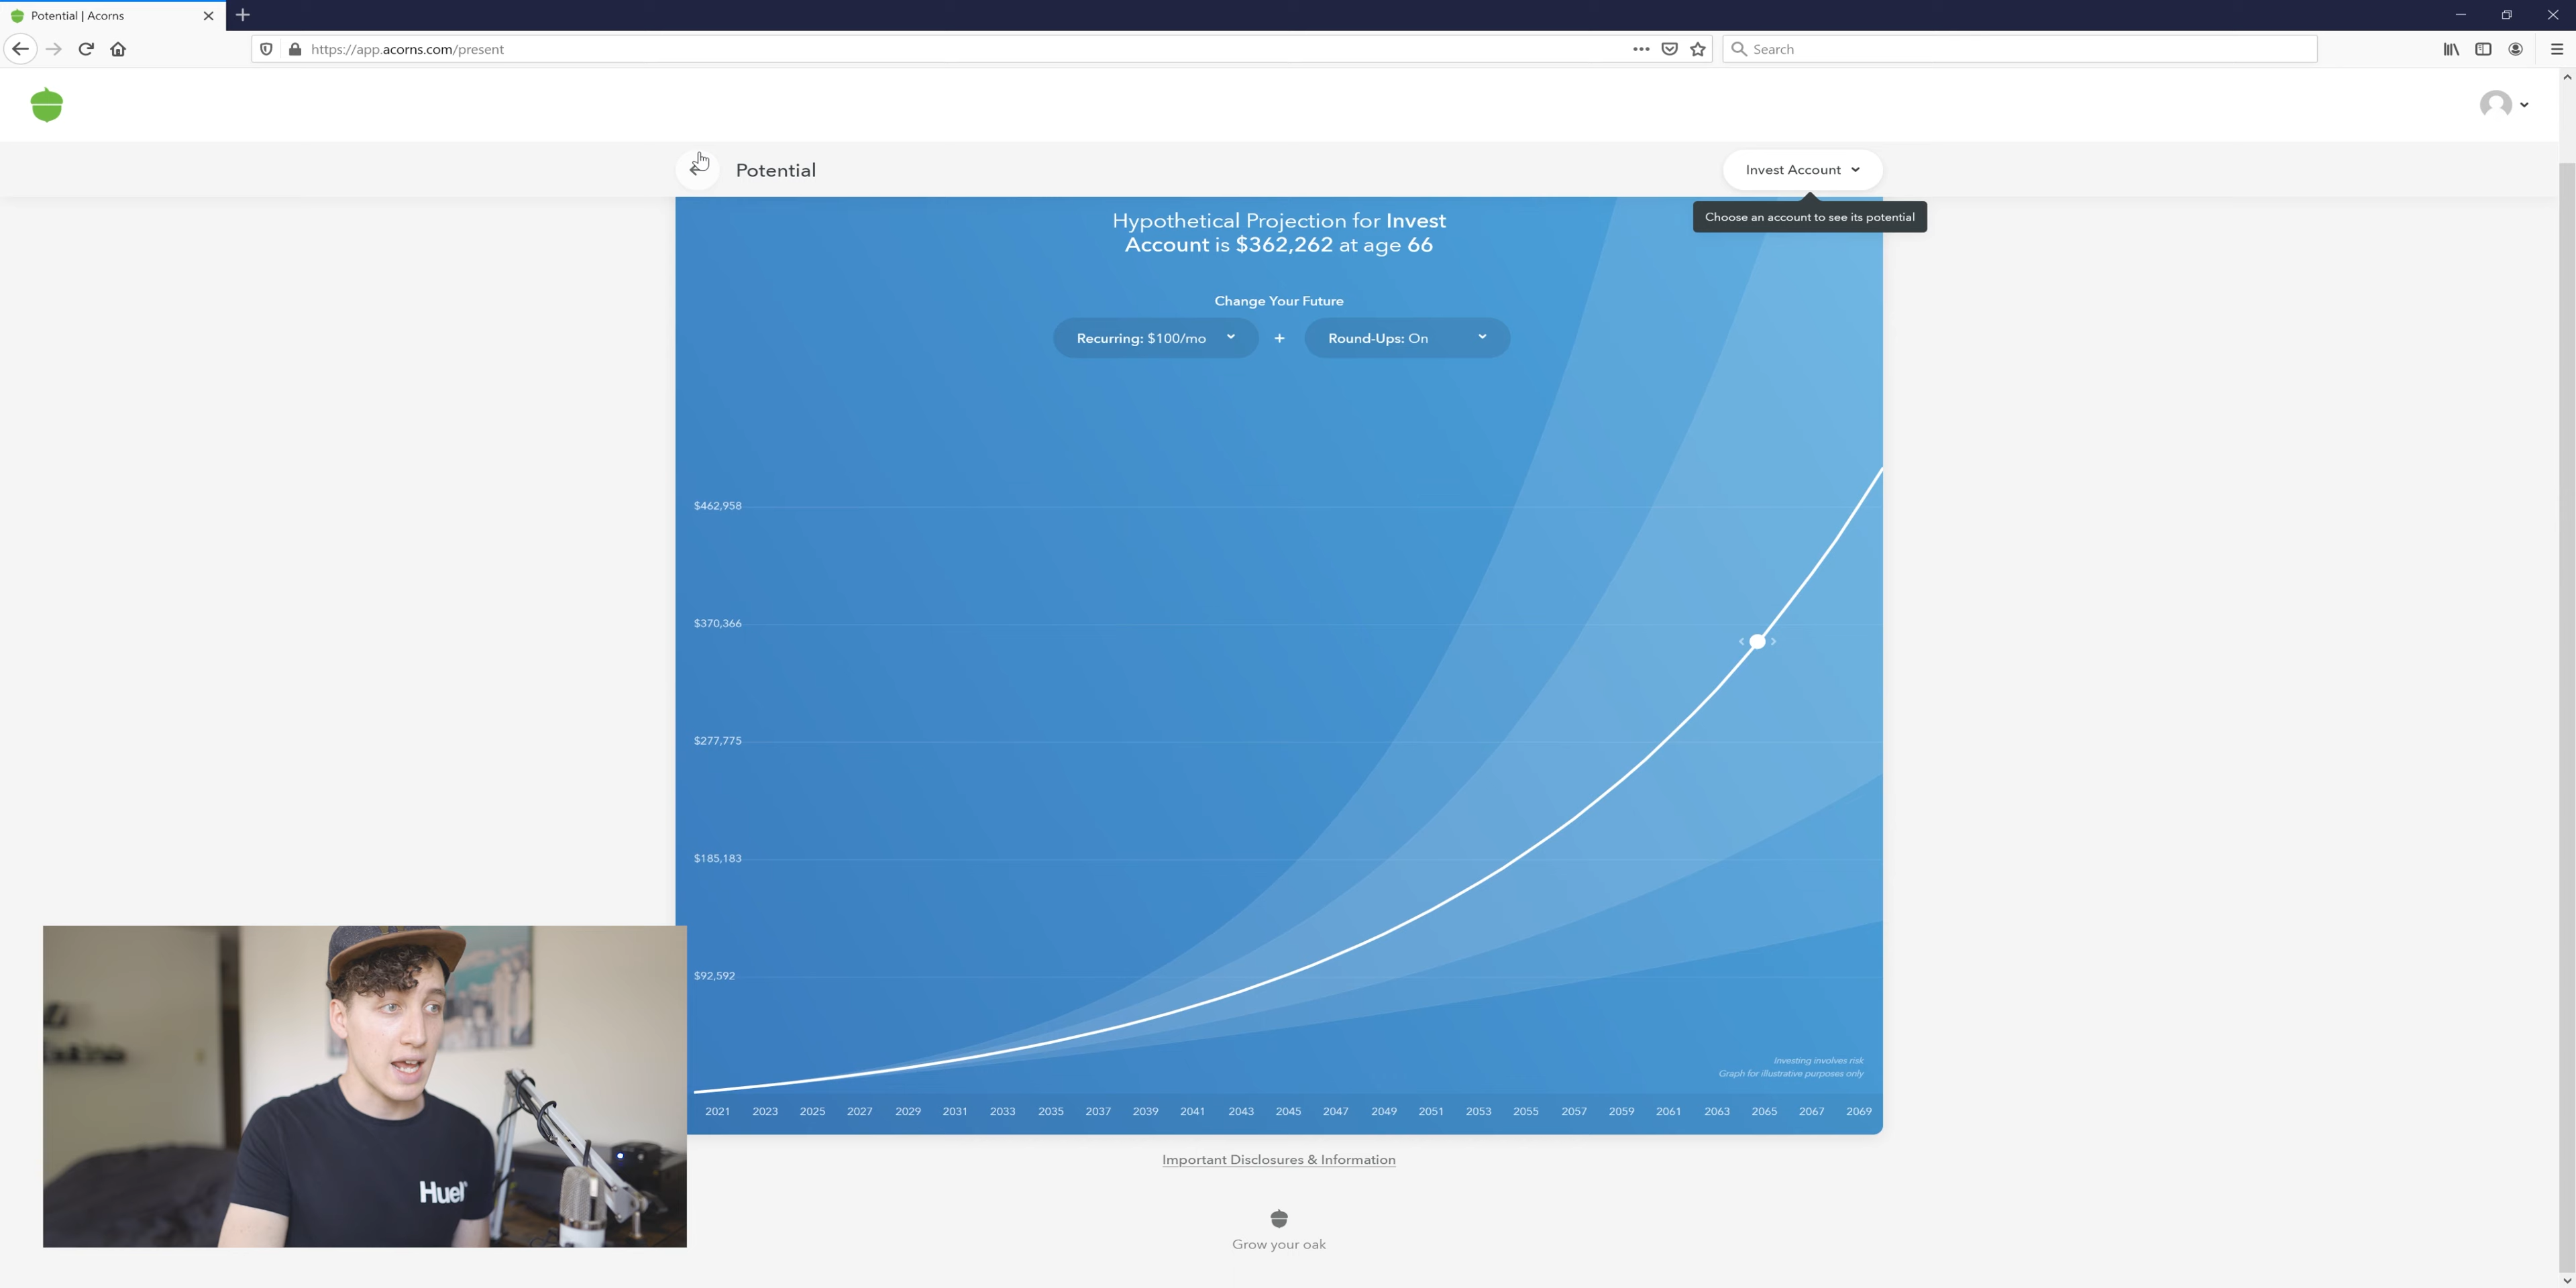 Potential | Acorns
https://app.acorns.com/present
Search
Potential
Invest Account
Choose an account to see its potential
Hypothetical Projection for Invest
Account is $362,262 at age 66
Change Your Future
Recurring: $100/mo
+
Round-Ups: On
$462,958
$370,366
$277,775
$185,183
$92,592
Investing involves risk
Graph for illustrative purposes only
2021 2023 2025 2027 2029 2031 2033 2035 2037 2039 2041 2043 2045 2047 2049 2051 2053 2055 2057 2059 2061 2063 2065 2067 2069
Important Disclosures & Information
Grow your oak
Huel